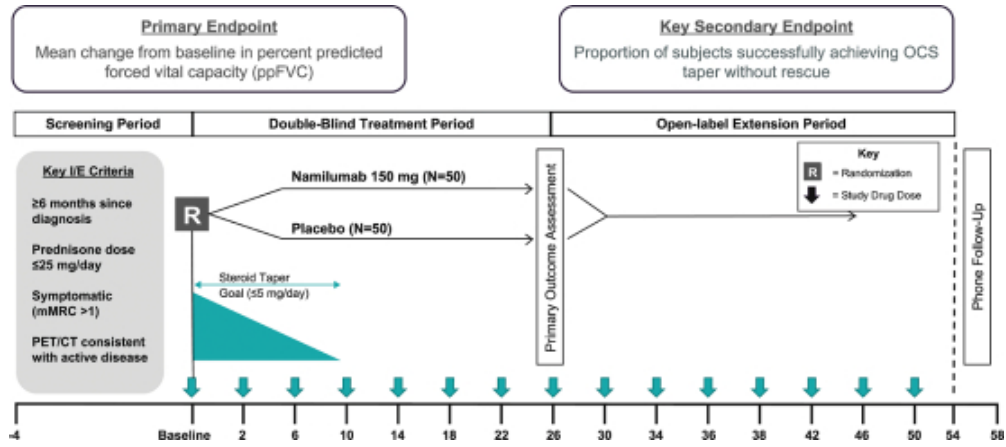 Primary Endpoint
Mean change from baseline in percent predicted
forced vital capacity (ppFVC)
Key Secondary Endpoint
Proportion of subjects successfully achieving OCS
taper without rescue
Screening Period
Double-Blind Treatment Period
Open-label Extension Period
Key I/E Criteria
≥6 months since
diagnosis
Prednisone dose
≤25 mg/day
Symptomatic
(mMRC >1)
PET/CT consistent
with active disease
R
Namilumab 150 mg (N=50)
Placebo (N=50)
Steroid Taper
Goal (≤5 mg/day)
Primary Outcome Assessment
Key
R = Randomization
= Study Drug Dose
Phone Follow-Up
-4 Baseline 2 6 10 14 18 22 26 30 34 36 38 42 46 50 54 58